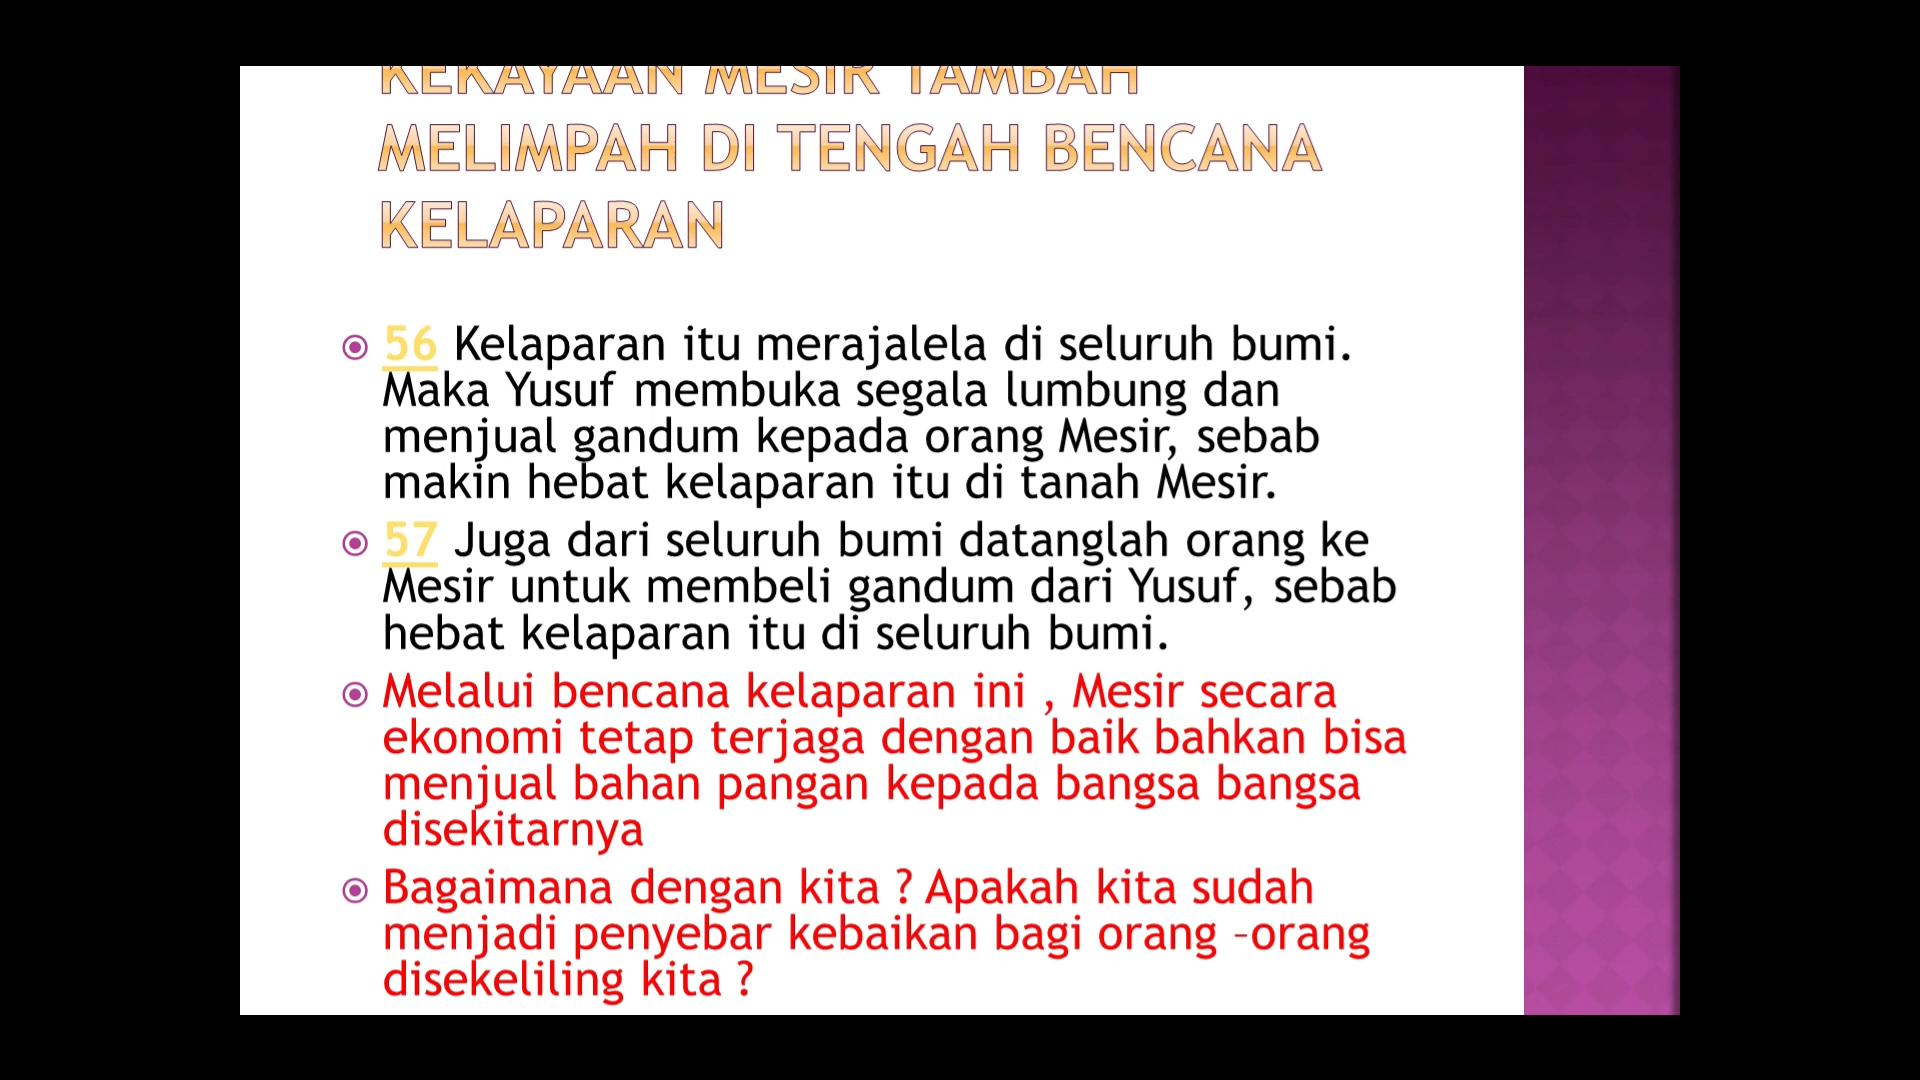 KEKAYAAN MESIR TAMBAH
MELIMPAH DI TENGAH BENCANA
KELAPARAN
56 Kelaparan itu merajalela di seluruh bumi.
Maka Yusuf membuka segala lumbung dan
menjual gandum kepada orang Mesir, sebab
makin hebat kelaparan itu di tanah Mesir.
57 Juga dari seluruh bumi datanglah orang ke
Mesir untuk membeli gandum dari Yusuf, sebab
hebat kelaparan itu di seluruh bumi.
Melalui bencana kelaparan ini , Mesir secara
ekonomi tetap terjaga dengan baik bahkan bisa
menjual bahan pangan kepada bangsa bangsa
disekitarnya
Bagaimana dengan kita ? Apakah kita sudah
menjadi penyebar kebaikan bagi orang –orang
disekeliling kita ?